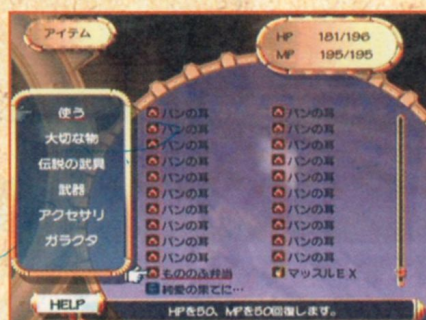 アイテム
HP 181/196
MP 195/195
使う
大切な物
伝説の武具
武器
アクセサリ
ガラクタ
パンの耳 パンの耳
パンの耳 パンの耳
パンの耳 パンの耳
パンの耳 パンの耳
パンの耳 パンの耳
パンの耳 パンの耳
パンの耳 パンの耳
パンの耳 パンの耳
パンの耳 パンの耳
パンの耳 パンの耳
もののふ弁当 マッスルEX
純愛の果てに…
HELP
HPを50、MPを50回復します。